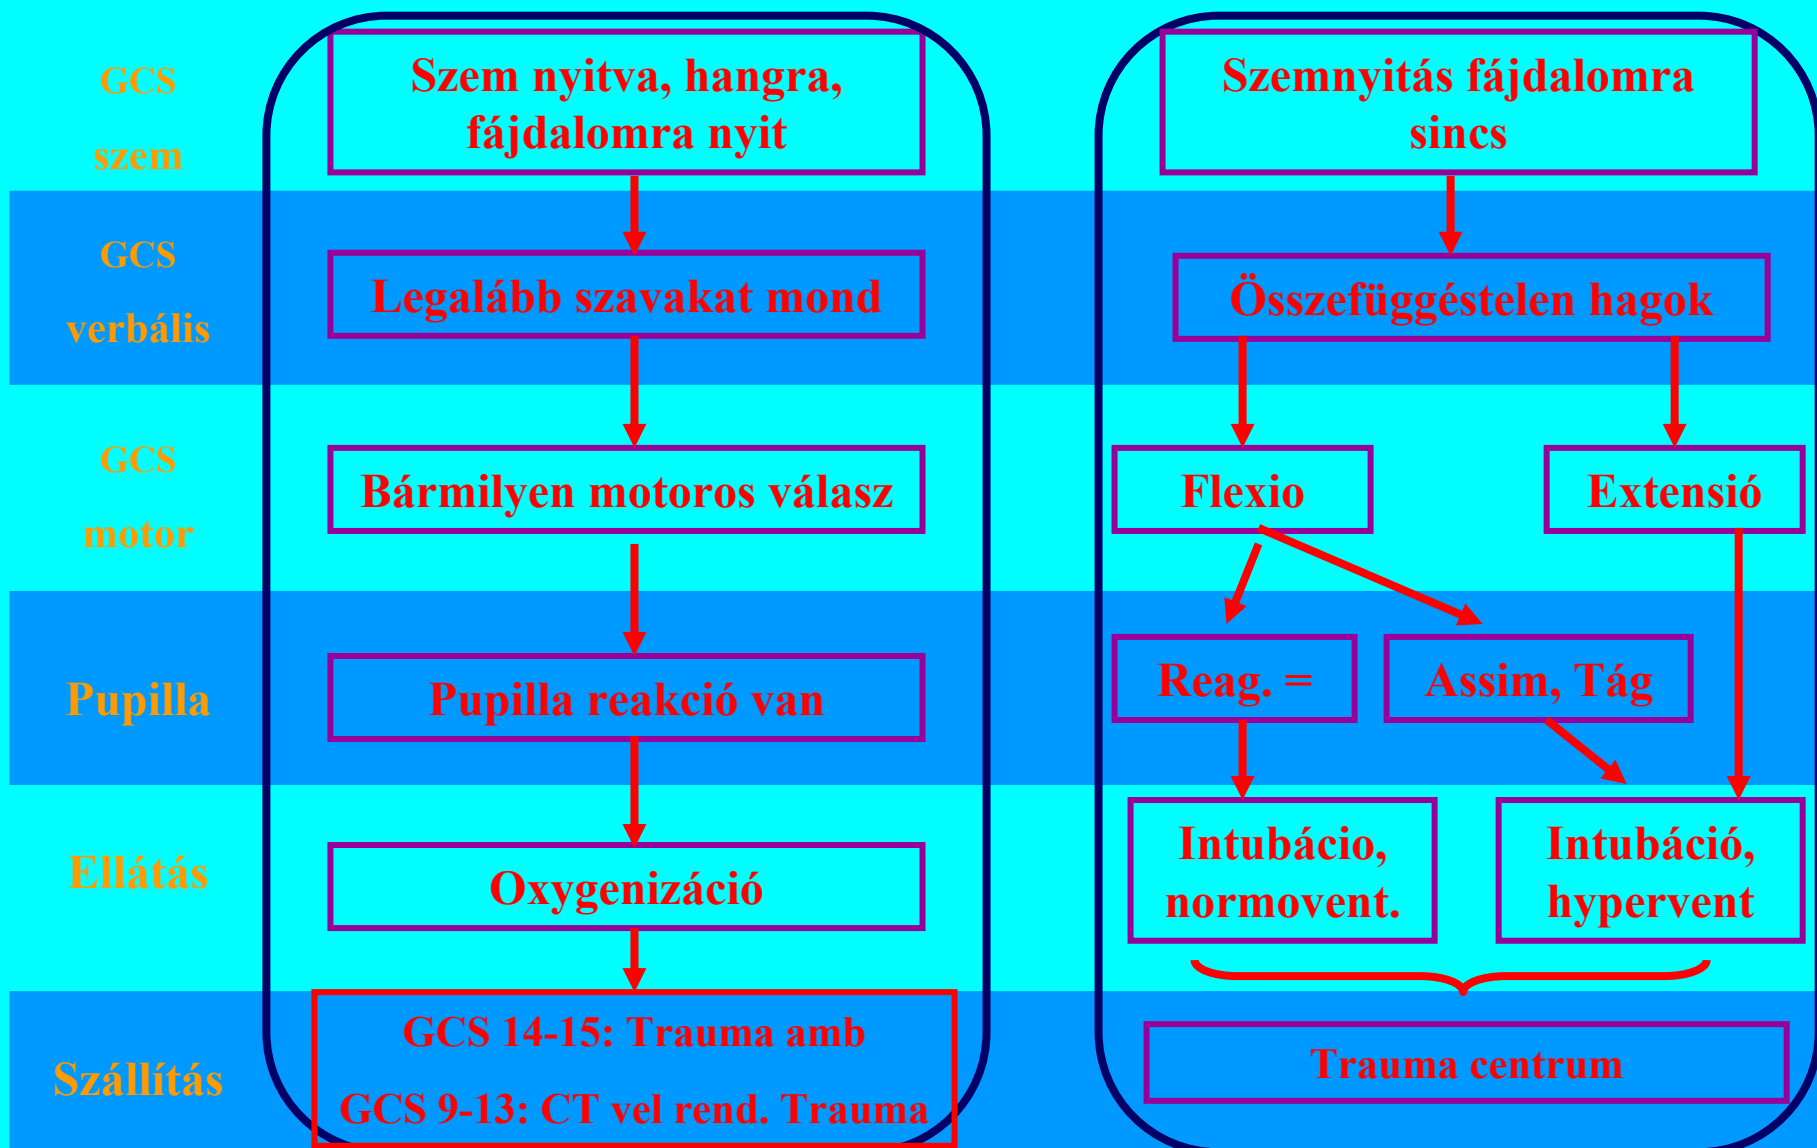 GCS
szem
Szem nyitva, hangra,
fájdalomra nyit
Szemnyitás fájdalomra
sincs
GCS
verbális
Legalább szavakat mond
Összefüggéstelen hagok
GCS
motor
Bármilyen motoros válasz
Flexio
Extensió
Pupilla
Pupilla reakció van
Reag. =
Assim, Tág
Ellátás
Oxygenizáció
Intubácio,
normovent.
Intubáció,
hypervent
Szállítás
GCS 14-15: Trauma amb
GCS 9-13: CT vel rend. Trauma
Trauma centrum